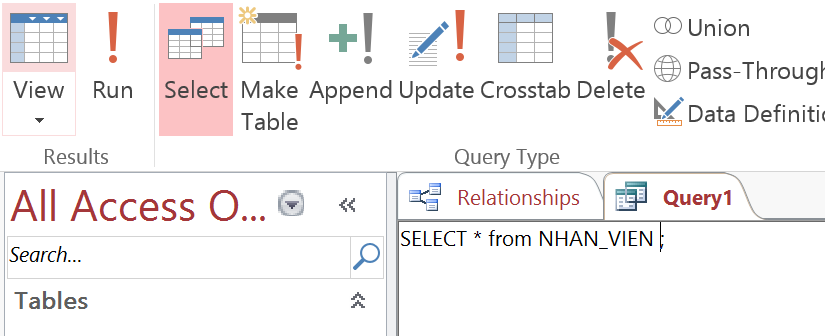 View
Run
Select
Make
Table
Append
Update
Crosstab
Delete
Union
Pass-Through
Data Definitio
Results
Query Type
All Access O...
Search...
Tables
Relationships
Query1
SELECT * from NHAN_VIEN ;